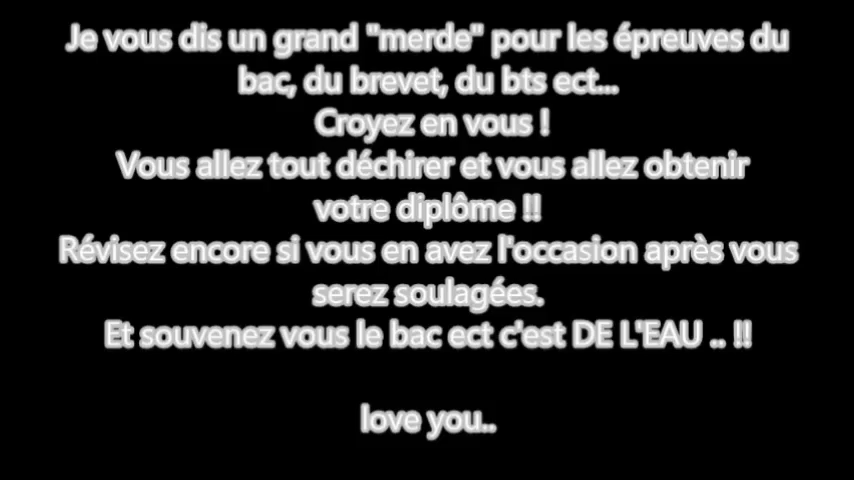 Je vous dis un grand "merde" pour les épreuves du
bac, du brevet, du bts ect...
Croyez en vous !
Vous allez tout déchirer et vous allez obtenir
votre diplôme !!
Révisez encore si vous en avez l'occasion après vous
serez soulagées.
Et souvenez vous le bac ect c'est DE L'EAU .. !!
love you..